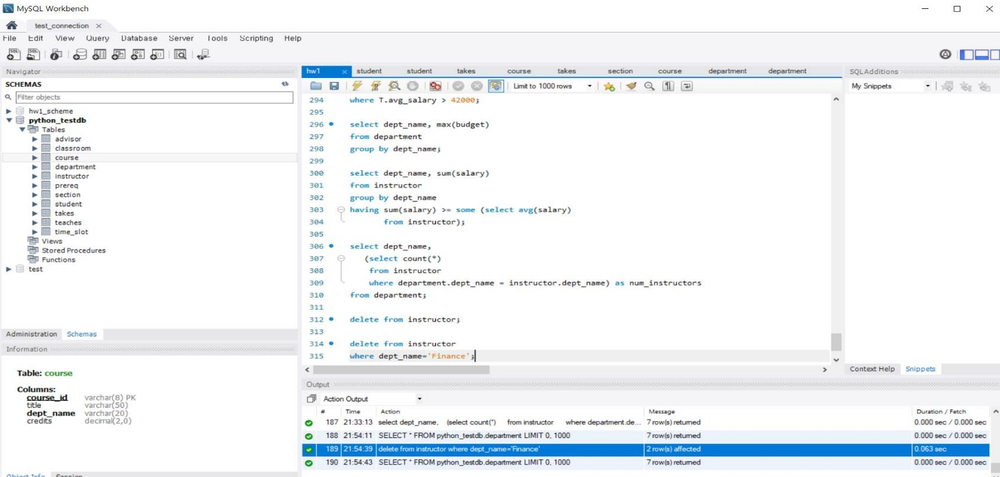 MySQL Workbench
test_connection
File Edit View Query Database Server Tools Scripting Help
Navigator
SCHEMAS
Filter objects
hw1_scheme
python_testdb
Tables
advisor
classroom
course
department
instructor
prereq
section
student
takes
teaches
time_slot
Views
Stored Procedures
Functions
test
Administration Schemas
Information
Table: course
Columns:
course_id varchar(8) PK
title varchar(50)
dept_name varchar(20)
credits decimal(2,0)
Object Info Session
hw1 student student takes course takes section course department department
Limit to 1000 rows
294 where T.avg_salary > 42000;
295
296 select dept_name, max(budget)
297 from department
298 group by dept_name;
299
300 select dept_name, sum(salary)
301 from instructor
302 group by dept_name
303 having sum(salary) >= some (select avg(salary)
304 from instructor);
305
306 select dept_name,
307 (select count(*)
308 from instructor
309 where department.dept_name = instructor.dept_name) as num_instructors
310 from department;
311
312 delete from instructor;
313
314 delete from instructor
315 where dept_name='Finance';
SQLAdditions
My Snippets
Context Help Snippets
Output
Action Output
# Time Action Message Duration / Fetch
187 21:33:13 select dept_name, (select count(*) from instructor where department.de... 7 row(s) returned 0.000 sec / 0.000 sec
188 21:54:11 SELECT * FROM python_testdb.department LIMIT 0, 1000 7 row(s) returned 0.000 sec / 0.000 sec
189 21:54:39 delete from instructor where dept_name='Finance' 2 row(s) affected 0.063 sec
190 21:54:43 SELECT * FROM python_testdb.department LIMIT 0, 1000 7 row(s) returned 0.000 sec / 0.000 sec